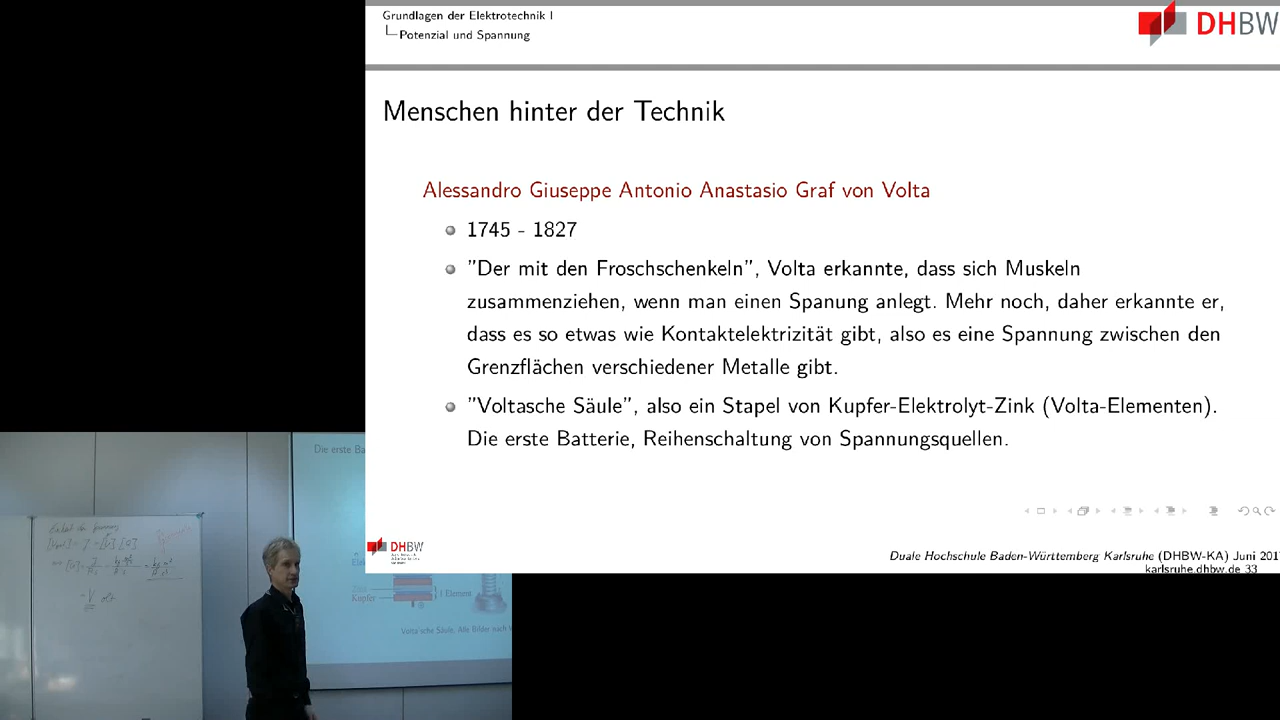 Grundlagen der Elektrotechnik I
Potenzial und Spannung
DHBW
Menschen hinter der Technik
Alessandro Giuseppe Antonio Anastasio Graf von Volta
1745 - 1827
"Der mit den Froschschenkeln", Volta erkannte, dass sich Muskeln
zusammenziehen, wenn man einen Spanung anlegt. Mehr noch, daher erkannte er,
dass es so etwas wie Kontaktelektrizität gibt, also es eine Spannung zwischen den
Grenzflächen verschiedener Metalle gibt.
"Voltasche Säule", also ein Stapel von Kupfer-Elektrolyt-Zink (Volta-Elementen).
Die erste Batterie, Reihenschaltung von Spannungsquellen.
DHBW
Duale Hochschule Baden-Württemberg Karlsruhe (DHBW-KA) Juni 201
karlsruhe.dhbw.de 33
Die erste Ba
Zink
Kupfer
1 Element
Volta'sche Säule. Alle Bilder nach